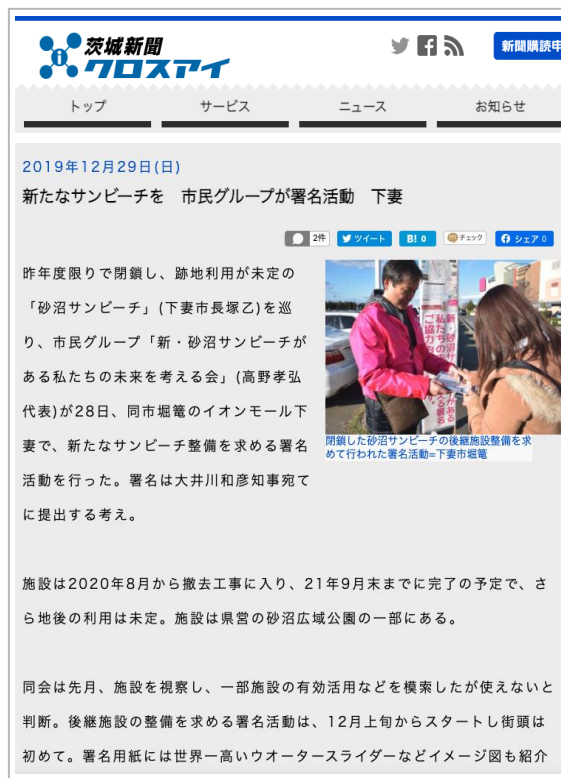 茨城新聞
クロスアイ
新聞購読申
トップ
サービス
ニュース
お知らせ
2019年12月29日(日)
新たなサンビーチを　市民グループが署名活動　下妻
2件
ツイート
B! 0
チェック
シェア 0
昨年度限りで閉鎖し、跡地利用が未定の
「砂沼サンビーチ」(下妻市長塚乙)を巡
り、市民グループ「新・砂沼サンビーチが
ある私たちの未来を考える会」(高野孝弘
代表)が28日、同市堀篭のイオンモール下
妻で、新たなサンビーチ整備を求める署名
活動を行った。署名は大井川和彦知事宛て
に提出する考え。
閉鎖した砂沼サンビーチの後継施設整備を求
めて行われた署名活動=下妻市堀篭
施設は2020年8月から撤去工事に入り、21年9月末までに完了の予定で、さ
ら地後の利用は未定。施設は県営の砂沼広域公園の一部にある。
同会は先月、施設を視察し、一部施設の有効活用などを模索したが使えないと
判断。後継施設の整備を求める署名活動は、12月上旬からスタートし街頭は
初めて。署名用紙には世界一高いウオータースライダーなどイメージ図も紹介